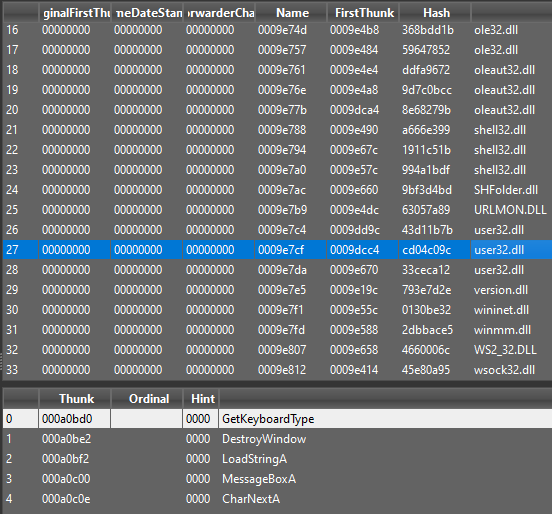 ginalFirstThu neDateStan orwarderCha Name FirstThunk Hash
16 00000000 00000000 00000000 0009e74d 0009e4b8 368bdd1b ole32.dll
17 00000000 00000000 00000000 0009e757 0009e484 59647852 ole32.dll
18 00000000 00000000 00000000 0009e761 0009e4e4 ddfa9672 oleaut32.dll
19 00000000 00000000 00000000 0009e76e 0009e4a8 9d7c0bcc oleaut32.dll
20 00000000 00000000 00000000 0009e77b 0009dca4 8e68279b oleaut32.dll
21 00000000 00000000 00000000 0009e788 0009e490 a666e399 shell32.dll
22 00000000 00000000 00000000 0009e794 0009e67c 1911c51b shell32.dll
23 00000000 00000000 00000000 0009e7a0 0009e57c 994a1bdf shell32.dll
24 00000000 00000000 00000000 0009e7ac 0009e660 9bf3d4bd SHFolder.dll
25 00000000 00000000 00000000 0009e7b9 0009e4dc 63057a89 URLMON.DLL
26 00000000 00000000 00000000 0009e7c4 0009dd9c 43d11b7b user32.dll
27 00000000 00000000 00000000 0009e7cf 0009dcc4 cd04c09c user32.dll
28 00000000 00000000 00000000 0009e7da 0009e670 33ceca12 user32.dll
29 00000000 00000000 00000000 0009e7e5 0009e19c 793e7d2e version.dll
30 00000000 00000000 00000000 0009e7f1 0009e55c 0130be32 wininet.dll
31 00000000 00000000 00000000 0009e7fd 0009e588 2dbbace5 winmm.dll
32 00000000 00000000 00000000 0009e807 0009e658 4660006c WS2_32.DLL
33 00000000 00000000 00000000 0009e812 0009e414 45e80a95 wsock32.dll
Thunk Ordinal Hint
0 000a0bd0 0000 GetKeyboardType
1 000a0be2 0000 DestroyWindow
2 000a0bf2 0000 LoadStringA
3 000a0c00 0000 MessageBoxA
4 000a0c0e 0000 CharNextA